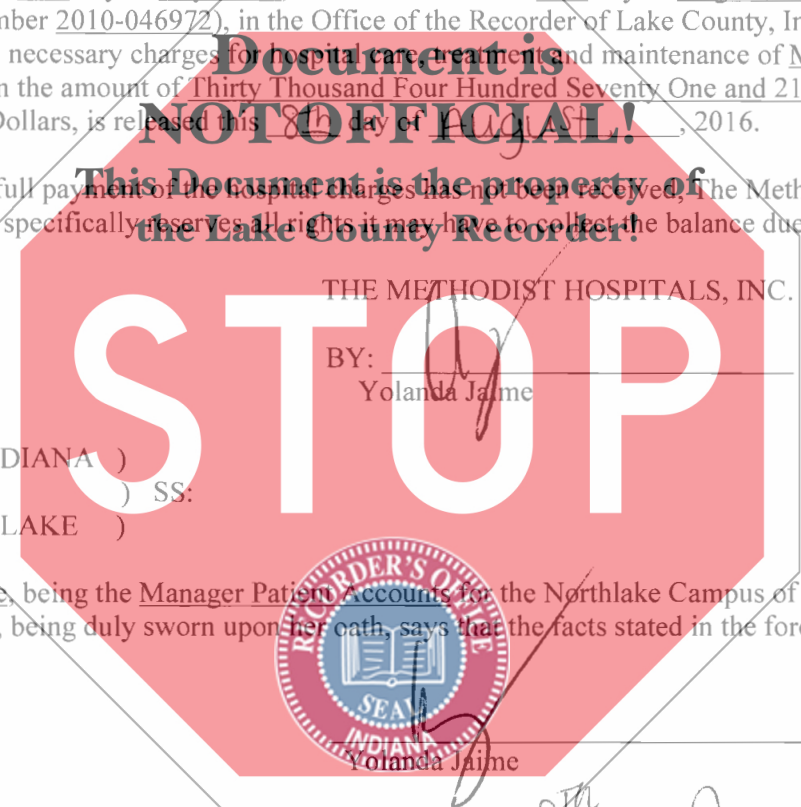 mber 2010-046972), in the Office of the Recorder of Lake County, In
necessary charges for hospital care, treatment and maintenance of M
Document is
n the amount of Thirty Thousand Four Hundred Seventy One and 21
NOT OFFICIAL!
Dollars, is released this 8th day of August, 2016.
This Document is the property of
full payment of the hospital charges has not been received, The Meth
the Lake County Recorder!
specifically reserves all rights it may have to collect the balance due
THE METHODIST HOSPITALS, INC.
STOP
BY:
Yolanda Jaime
DIANA )
) SS:
LAKE )
RECORDER'S OFFICE
e, being the Manager Patient Accounts for the Northlake Campus of
, being duly sworn upon her oath, says that the facts stated in the fore
SEAL
INDIANA
Yolanda Jaime